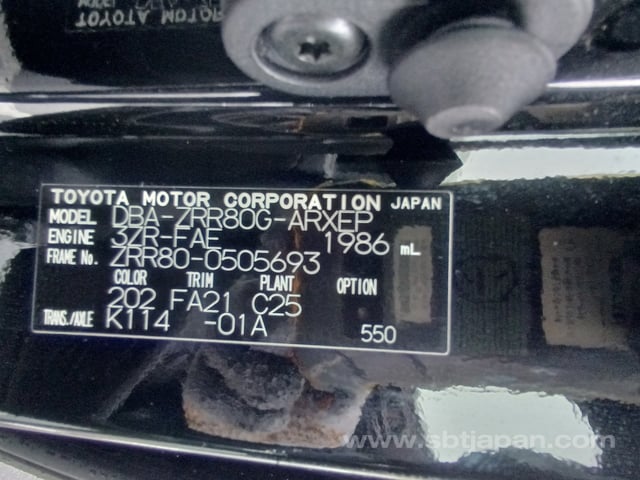 TOYOTA MOTOR CORPORATION JAPAN
MODEL DBA-ZRR80G-ARXEP
ENGINE 3ZR-FAE 1986 mL
FRAME No. ZRR80-0505693
COLOR TRIM PLANT OPTION
202 FA21 C25
TRANS./AXLE K114 -01A
550
www.sbtjapan.com